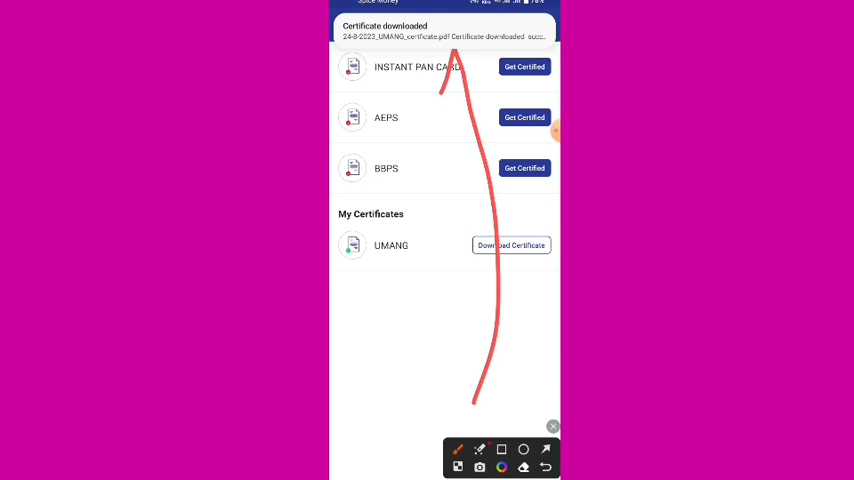 Spice Money
Certificate downloaded
24-8-2023_UMANG_certficate.pdf Certificate downloaded succ..
INSTANT PAN CARD
Get Certified
AEPS
Get Certified
BBPS
Get Certified
My Certificates
UMANG
Download Certificate